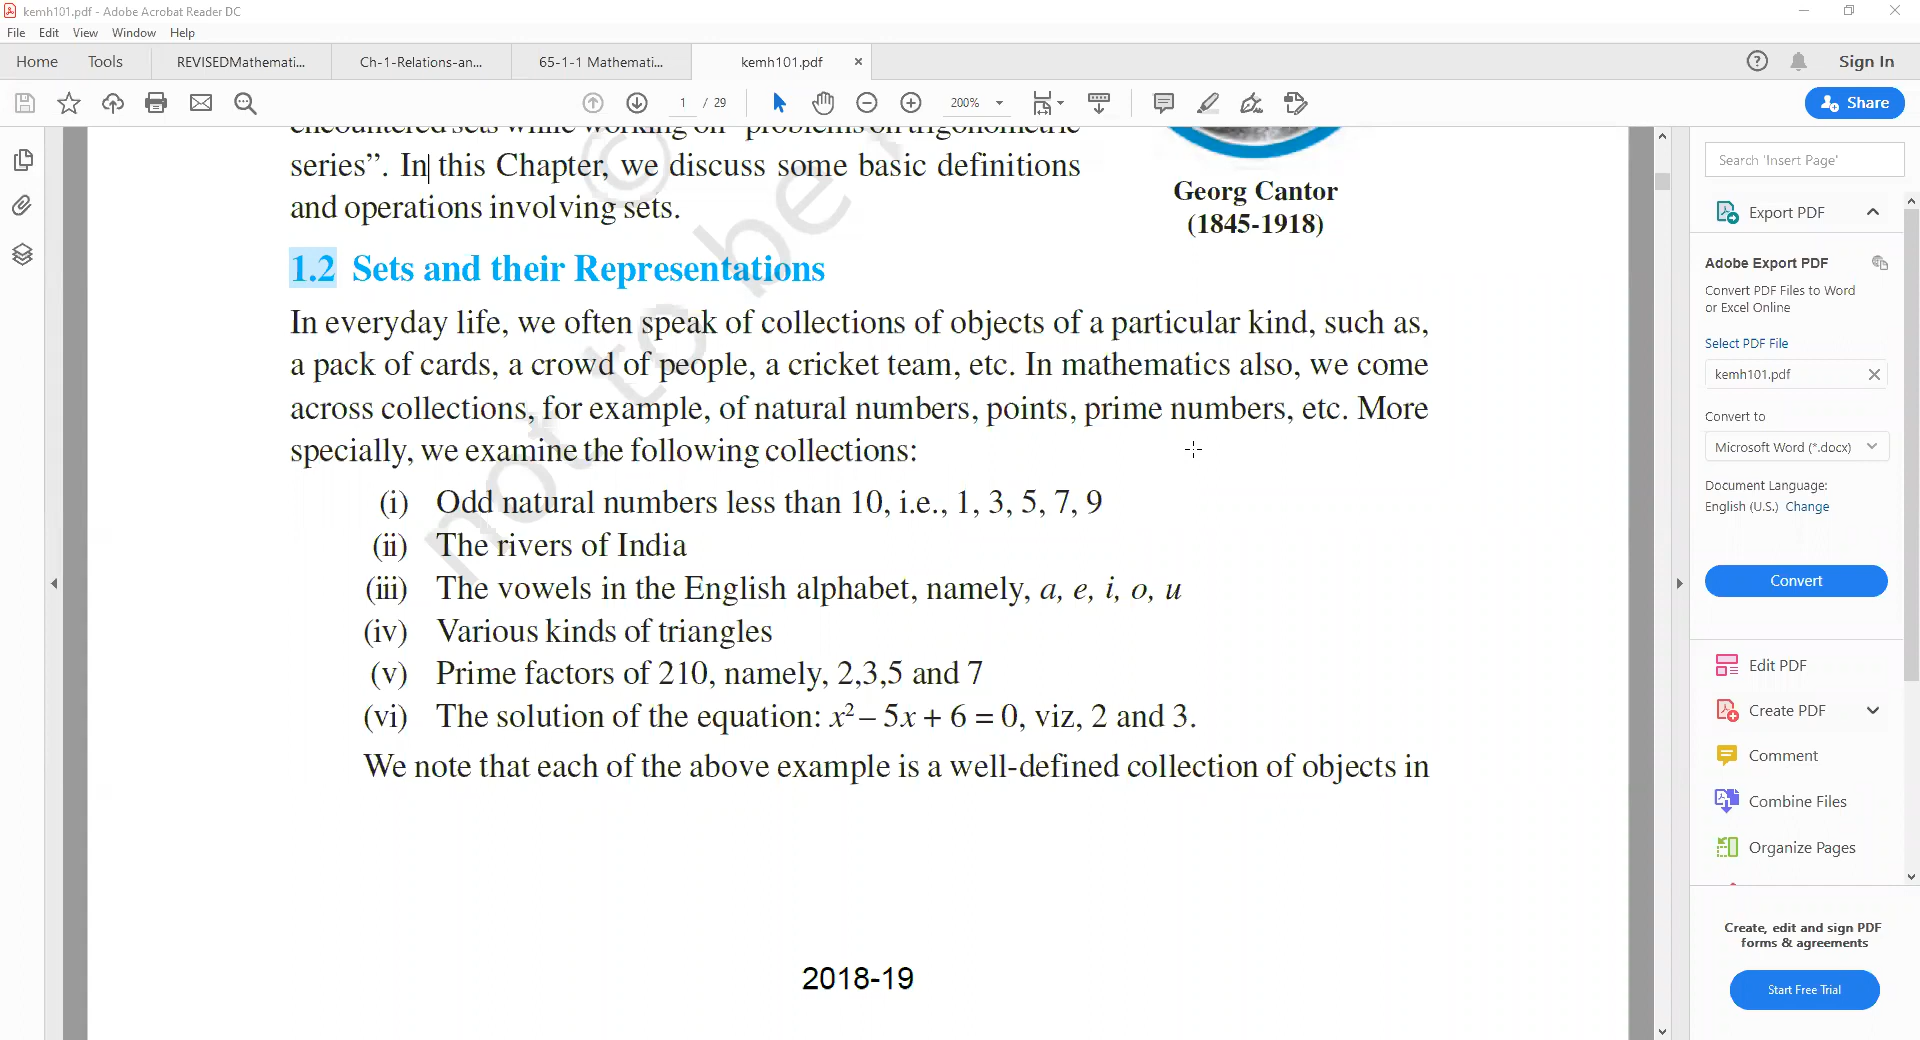 kemh101.pdf - Adobe Acrobat Reader DC
File Edit View Window Help
Home Tools REVISEDMathemati... Ch-1-Relations-an... 65-1-1 Mathemati... kemh101.pdf × Sign In
1 / 29 200% Share
encountered sets while working on “problems on trigonometric
series”. In this Chapter, we discuss some basic definitions
and operations involving sets.
Georg Cantor
(1845-1918)
1.2 Sets and their Representations
In everyday life, we often speak of collections of objects of a particular kind, such as,
a pack of cards, a crowd of people, a cricket team, etc. In mathematics also, we come
across collections, for example, of natural numbers, points, prime numbers, etc. More
specially, we examine the following collections:
(i) Odd natural numbers less than 10, i.e., 1, 3, 5, 7, 9
(ii) The rivers of India
(iii) The vowels in the English alphabet, namely, a, e, i, o, u
(iv) Various kinds of triangles
(v) Prime factors of 210, namely, 2,3,5 and 7
(vi) The solution of the equation: x² – 5x + 6 = 0, viz, 2 and 3.
We note that each of the above example is a well-defined collection of objects in
2018-19
© not to be r
Search 'Insert Page'
Export PDF
Adobe Export PDF
Convert PDF Files to Word
or Excel Online
Select PDF File
kemh101.pdf
Convert to
Microsoft Word (*.docx)
Document Language:
English (U.S.) Change
Convert
Edit PDF
Create PDF
Comment
Combine Files
Organize Pages
Create, edit and sign PDF
forms & agreements
Start Free Trial